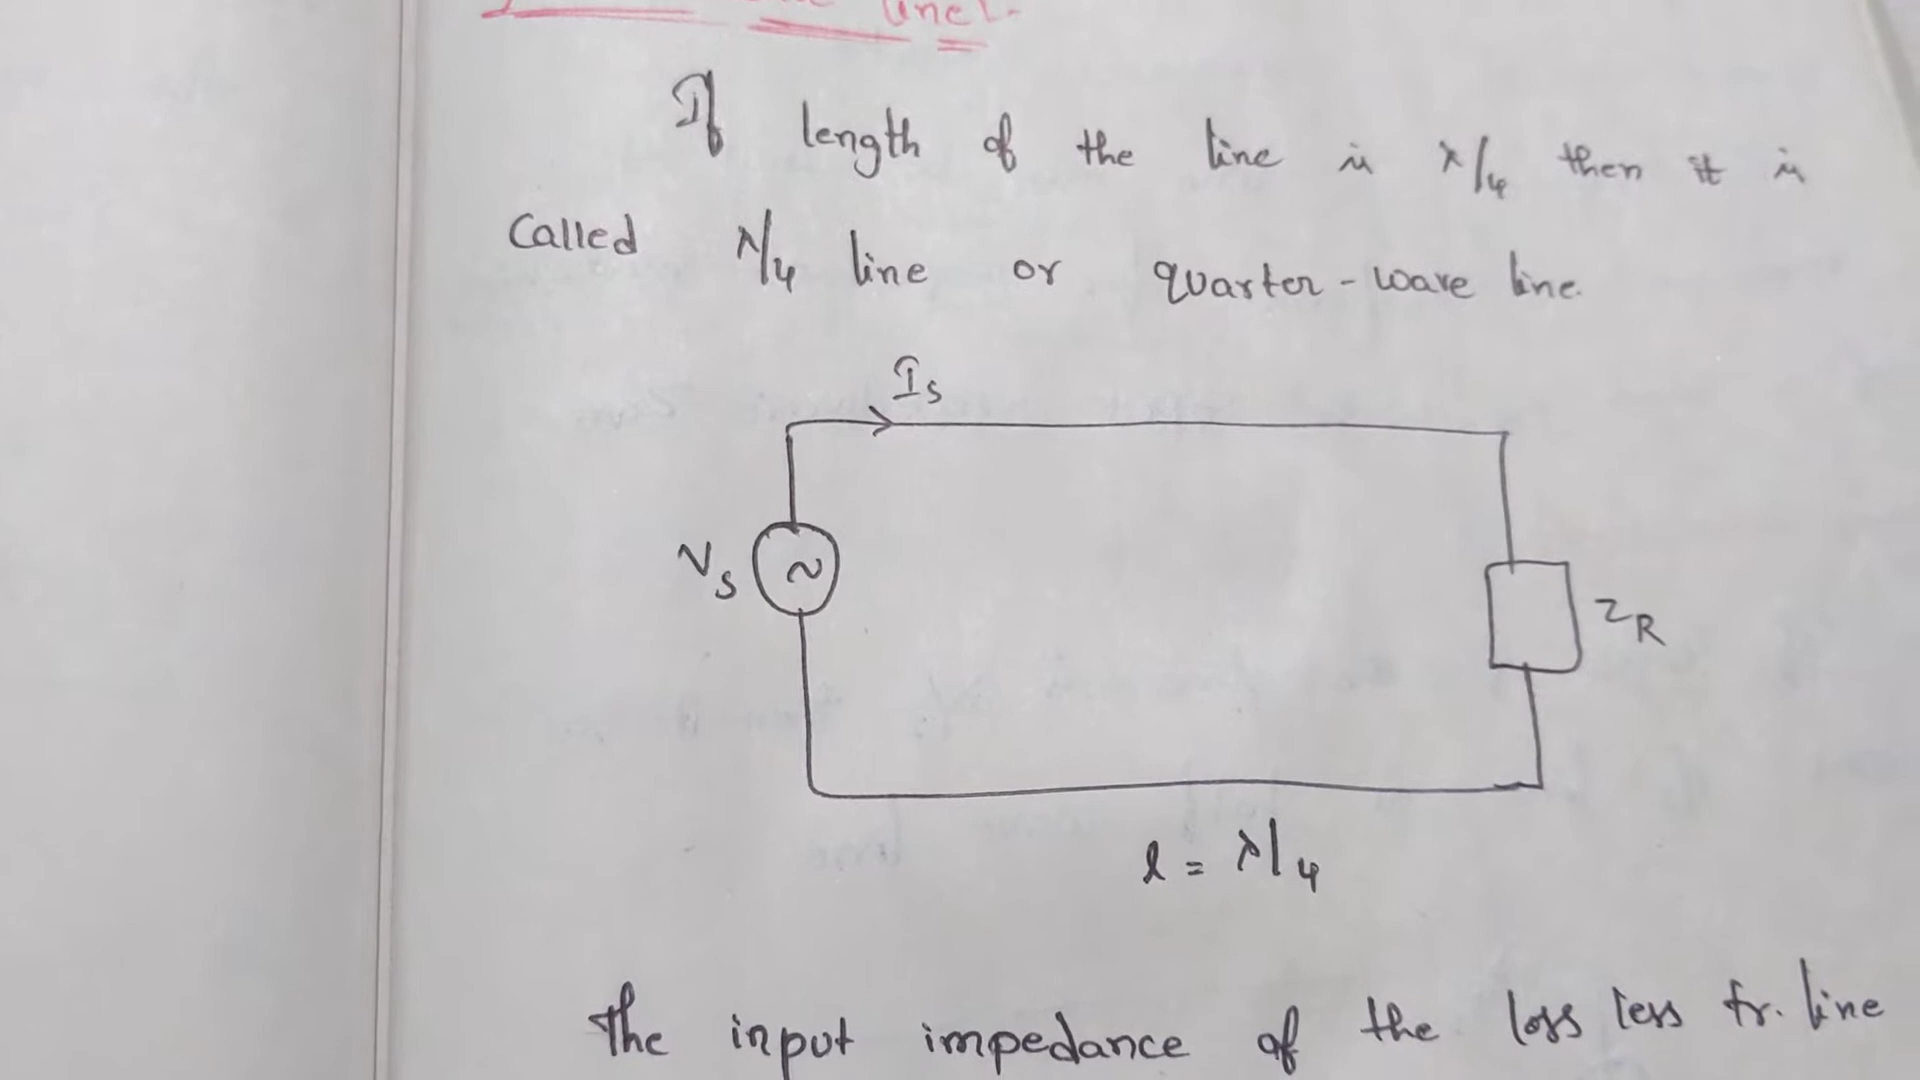 line:-
If length of the line is λ/4 then it is
Called λ/4 line or quarter-wave line.
Is
Vs
~
ZR
l = λ/4
The input impedance of the loss less tr. line